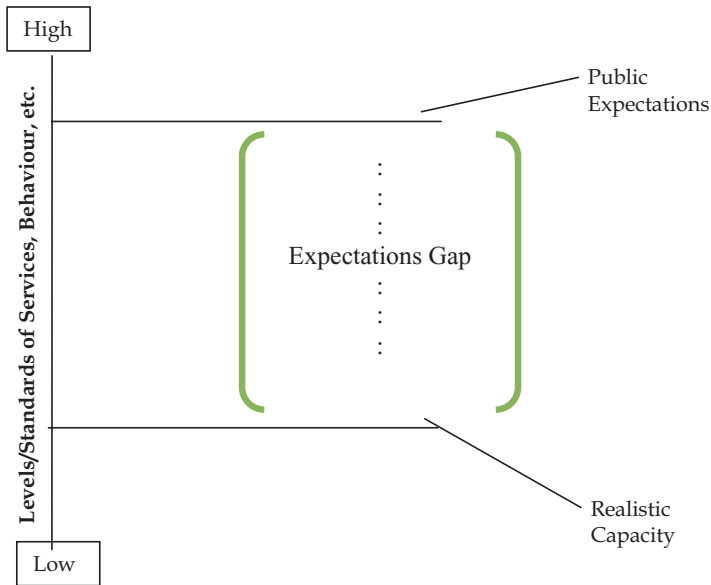 High
Public
Expectations
Levels/Standards of Services, Behaviour, etc.
Expectations Gap
Realistic
Capacity
Low